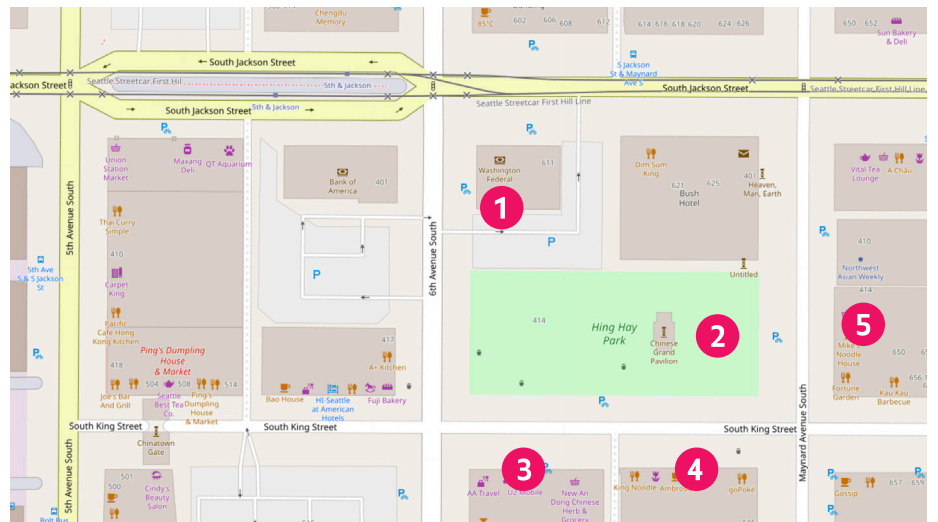 Chengdu
Memory
85°C
602
606
608
612
614 616 618 620
624 626
650 652
Sun Bakery
& Deli
S Jackson
St & Maynard
Ave S
South Jackson Street
Seattle Streetcar First Hil
5th & Jackson
Jackson Street
South Jackson Street
Seattle Streetcar First Hill Line
Seattle Streetcar First Hill Line
South Jackson Street
5th & Jackson
Union
Station
Market
Maxang
Deli
QT Aquarium
Bank of
America
401
Washington
Federal
611
Dim Sum
King
621
625
Bush
Hotel
401
Heaven,
Man, Earth
Vital Tea
Lounge
A Châu
5th Avenue South
Thai Curry
Simple
410
Carpet
King
5th Ave
S & S Jackson
St
Pacific
Cafe Hong
Kong Kitchen
P
6th Avenue South
1
P
Untitled
410
Northwest
Asian Weekly
414
414
Hing Hay
Park
Chinese
Grand
Pavilion
2
5
Mike's
Noodle
House
650
Fortune
Garden
Kau Kau
Barbecue
Ping's Dumpling
House
& Market
418
504
508
514
Joe's Bar
And Grill
Seattle
Best Tea
Co.
Ping's
Dumpling
House
& Market
417
A+ Kitchen
Bao House
HI-Seattle
at American
Hotels
Fuji Bakery
South King Street
South King Street
South King Street
Chinatown
Gate
5th Avenue South
Maynard Avenue South
501
500
Cindy's
Beauty
Salon
Bolt Bus
3
AA Travel
Mobile
New An
Dong Chinese
Herb &
Grocery
4
King Noodle
goPoke
Gossip
657
659